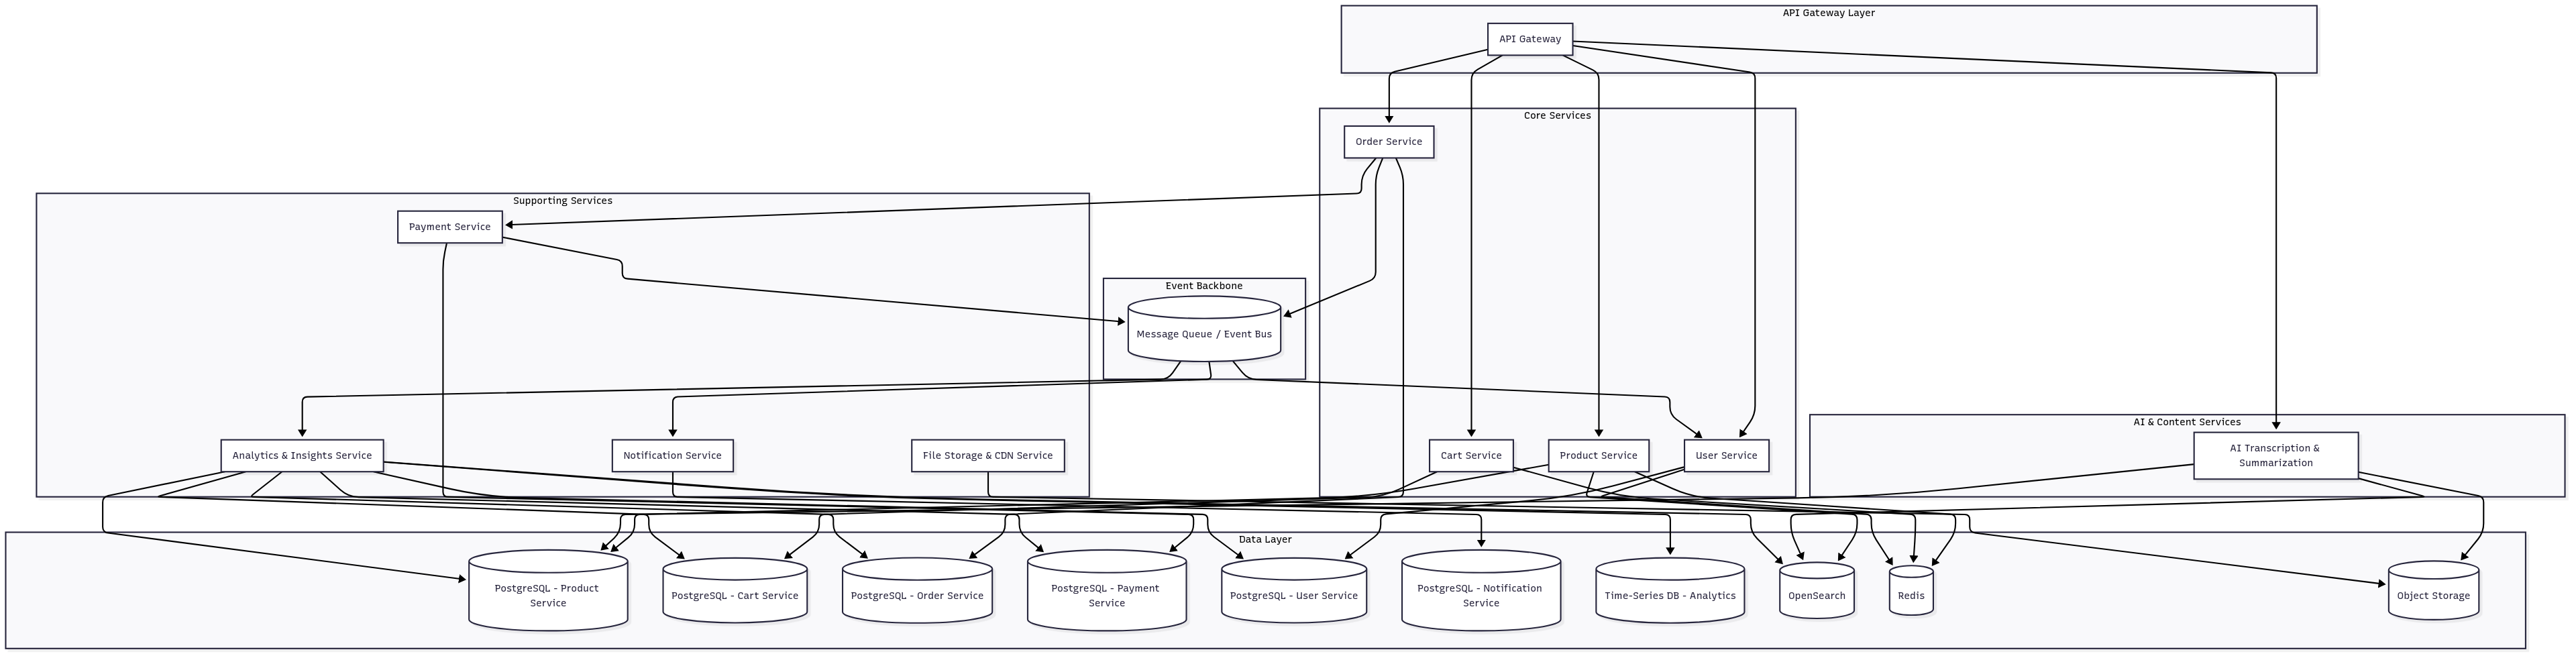 API Gateway Layer
API Gateway
Core Services
Order Service
Supporting Services
Payment Service
Event Backbone
Message Queue / Event Bus
AI & Content Services
Analytics & Insights Service
Notification Service
File Storage & CDN Service
Cart Service
Product Service
User Service
AI Transcription &
Summarization
Data Layer
PostgreSQL - Product
Service
PostgreSQL - Cart Service
PostgreSQL - Order Service
PostgreSQL - Payment
Service
PostgreSQL - User Service
PostgreSQL - Notification
Service
Time-Series DB - Analytics
OpenSearch
Redis
Object Storage